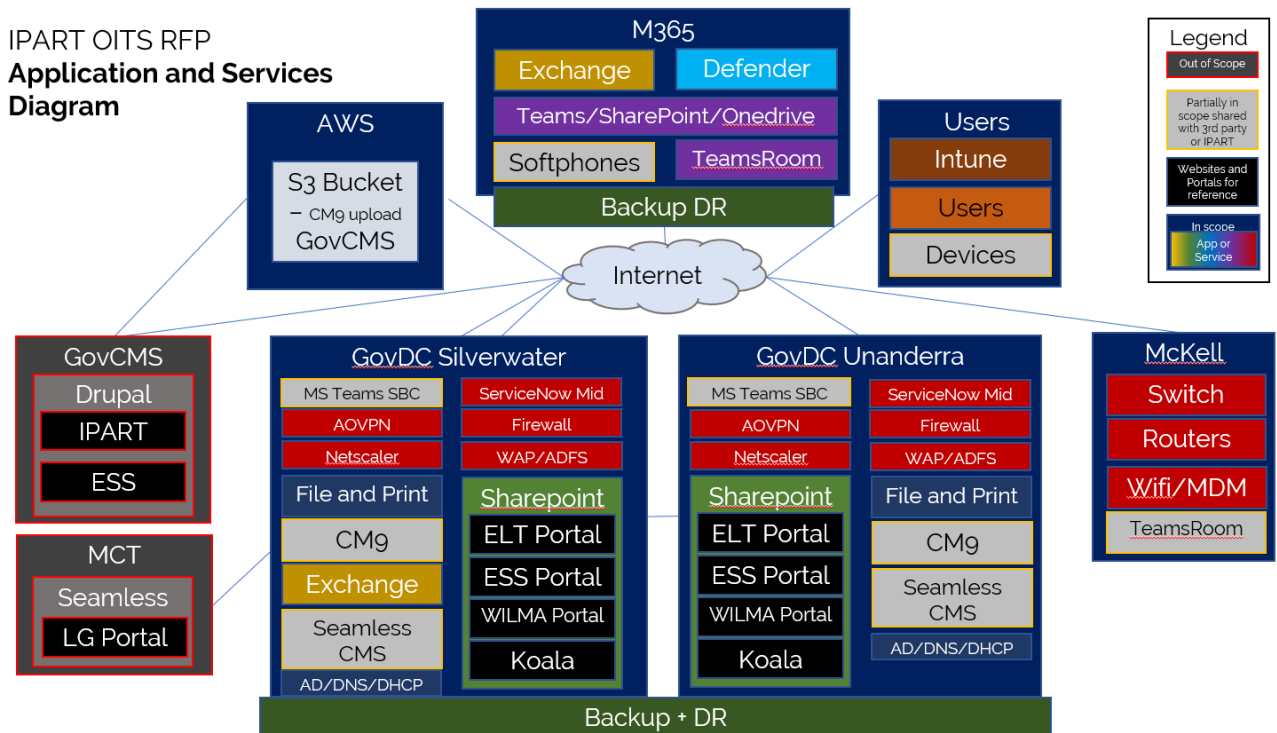 IPART OITS RFP
Application and Services
Diagram
M365
Exchange
Defender
Teams/SharePoint/Onedrive
Softphones
TeamsRoom
Backup DR
AWS
S3 Bucket
– CM9 upload
GovCMS
Users
Intune
Users
Devices
Legend
Out of Scope
Partially in
scope shared
with 3rd party
or IPART
Websites and
Portals for
reference
In scope
App or
Service
Internet
GovCMS
Drupal
IPART
ESS
MCT
Seamless
LG Portal
GovDC Silverwater
MS Teams SBC
AOVPN
Netscaler
File and Print
CM9
Exchange
Seamless
CMS
AD/DNS/DHCP
ServiceNow Mid
Firewall
WAP/ADFS
Sharepoint
ELT Portal
ESS Portal
WILMA Portal
Koala
GovDC Unanderra
MS Teams SBC
AOVPN
Netscaler
Sharepoint
ELT Portal
ESS Portal
WILMA Portal
Koala
ServiceNow Mid
Firewall
WAP/ADFS
File and Print
CM9
Seamless
CMS
AD/DNS/DHCP
McKell
Switch
Routers
Wifi/MDM
TeamsRoom
Backup + DR